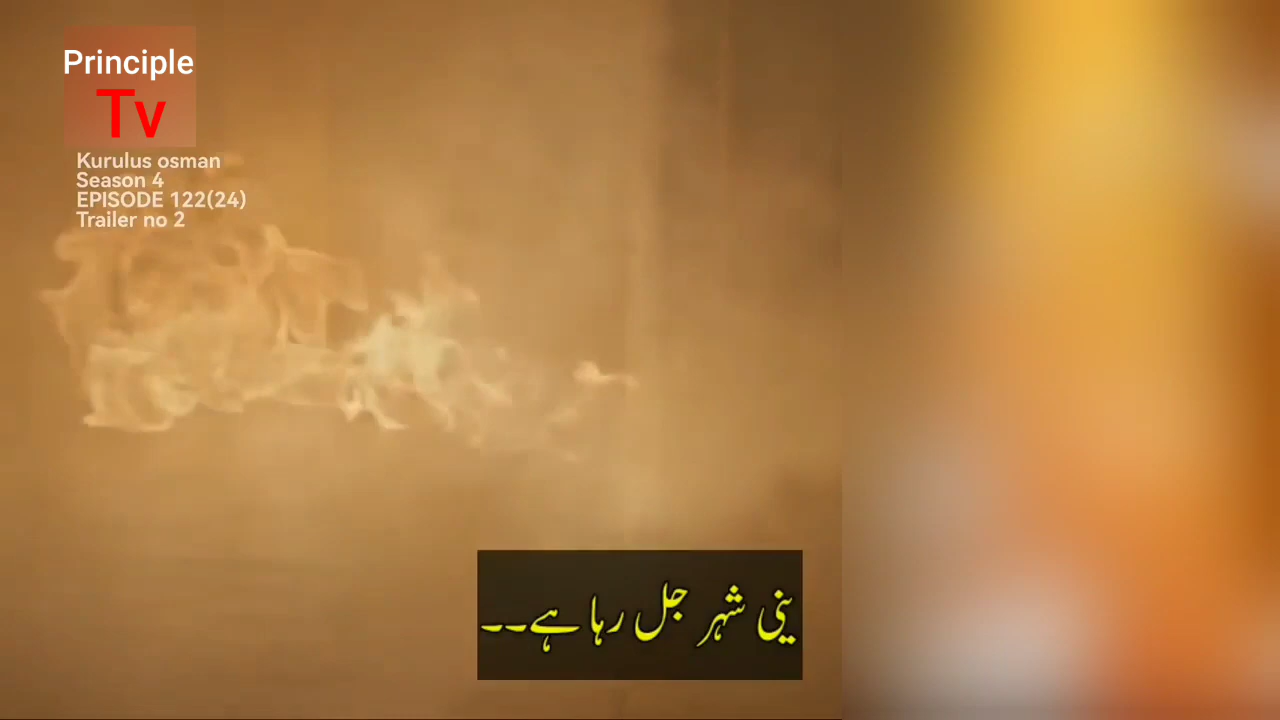 Principle
Tv
Kurulus osman
Season 4
EPISODE 122(24)
Trailer no 2
ینی شہر جل رہا ہے۔۔